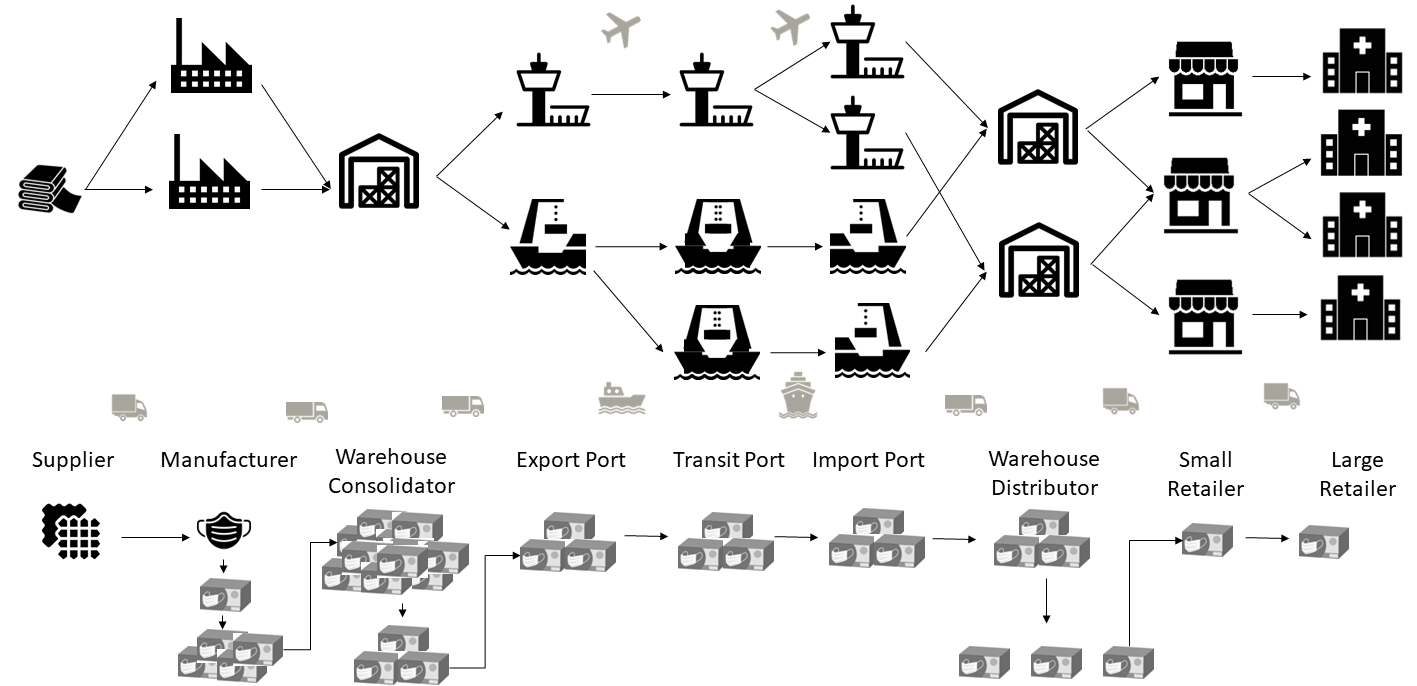 Supplier
Manufacturer
Warehouse
Consolidator
Export Port
Transit Port
Import Port
Warehouse
Distributor
Small
Retailer
Large
Retailer